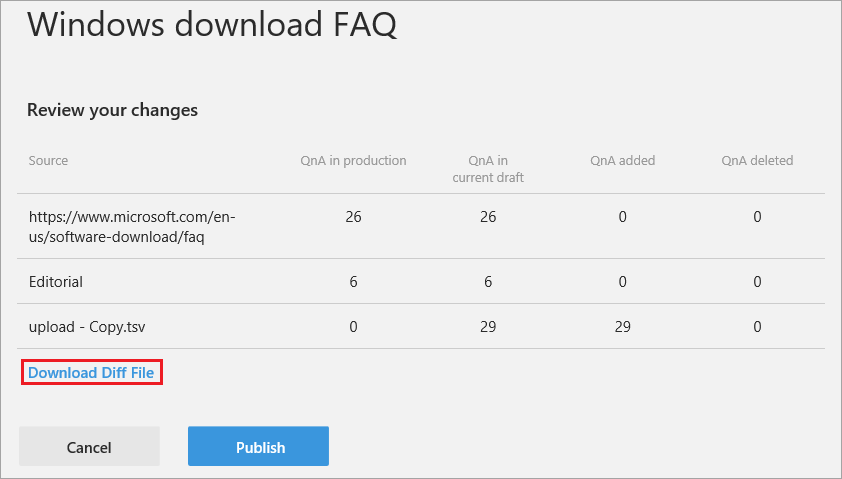 Windows download FAQ
Review your changes
Source
QnA in production
QnA in
current draft
QnA added
QnA deleted
https://www.microsoft.com/en-
us/software-download/faq
26
26
0
0
Editorial
6
6
0
0
upload - Copy.tsv
0
29
29
0
Download Diff File
Cancel
Publish